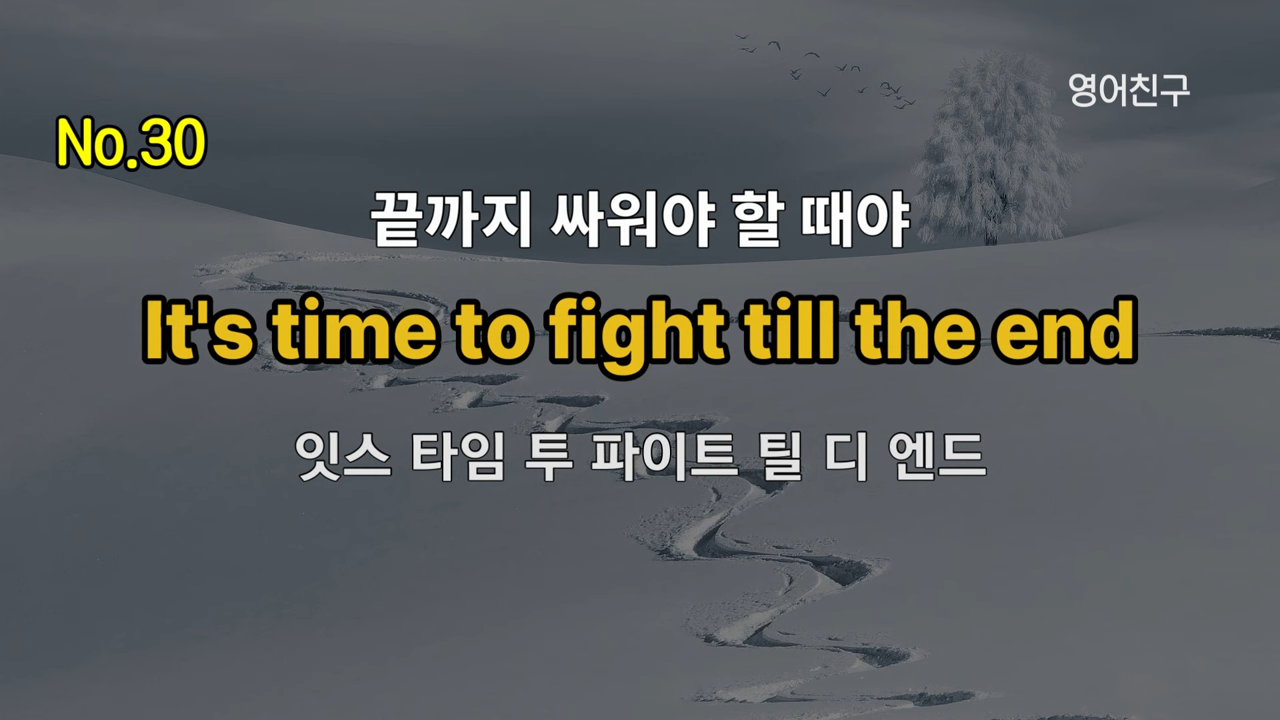 영어친구
No.30
끝까지 싸워야 할 때야
It's time to fight till the end
잇스 타임 투 파이트 틸 디 엔드